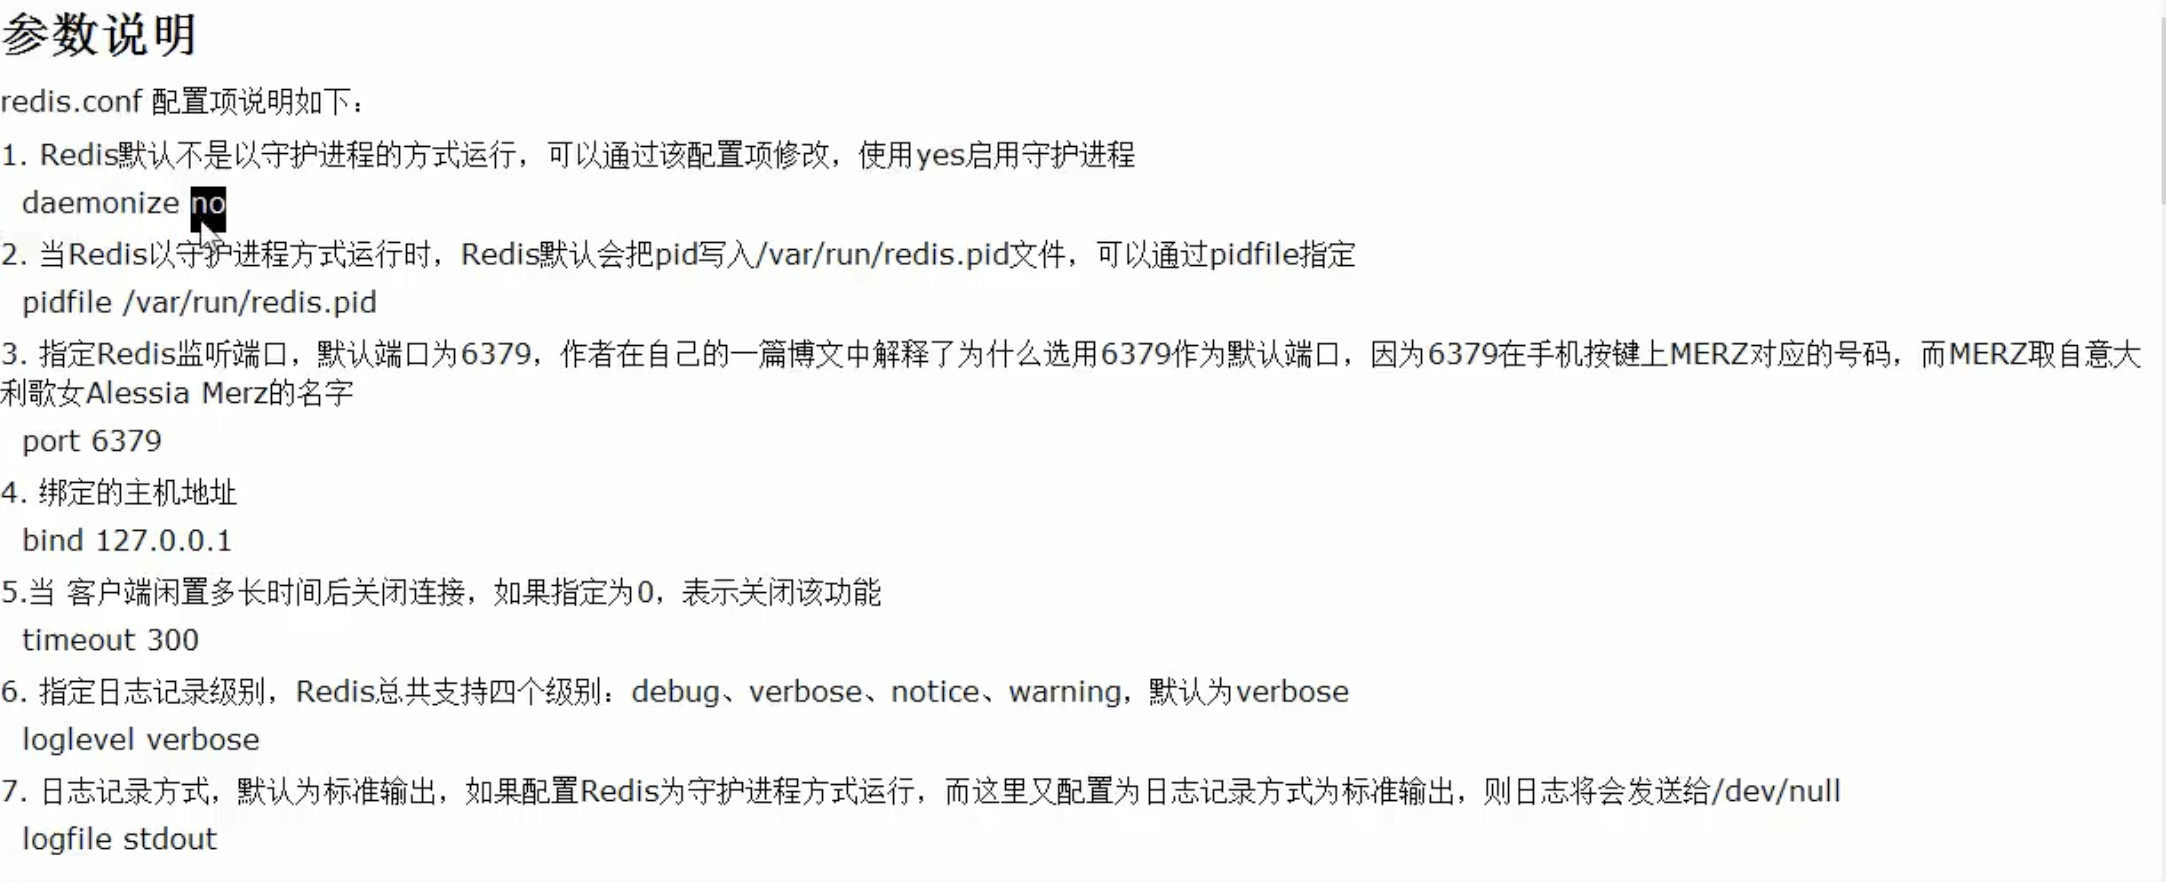 参数说明
redis.conf 配置项说明如下：
1. Redis默认不是以守护进程的方式运行，可以通过该配置项修改，使用yes启用守护进程
daemonize no
2. 当Redis以守护进程方式运行时，Redis默认会把pid写入/var/run/redis.pid文件，可以通过pidfile指定
pidfile /var/run/redis.pid
3. 指定Redis监听端口，默认端口为6379，作者在自己的一篇博文中解释了为什么选用6379作为默认端口，因为6379在手机按键上MERZ对应的号码，而MERZ取自意大
利歌女Alessia Merz的名字
port 6379
4. 绑定的主机地址
bind 127.0.0.1
5.当 客户端闲置多长时间后关闭连接，如果指定为0，表示关闭该功能
timeout 300
6. 指定日志记录级别，Redis总共支持四个级别：debug、verbose、notice、warning，默认为verbose
loglevel verbose
7. 日志记录方式，默认为标准输出，如果配置Redis为守护进程方式运行，而这里又配置为日志记录方式为标准输出，则日志将会发送给/dev/null
logfile stdout